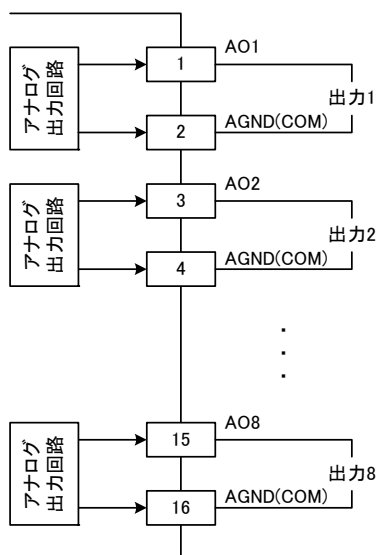 アナログ
出力回路
1
AO1
出力1
2
AGND(COM)
アナログ
出力回路
3
AO2
出力2
4
AGND(COM)
・
・
・
アナログ
出力回路
15
AO8
出力8
16
AGND(COM)